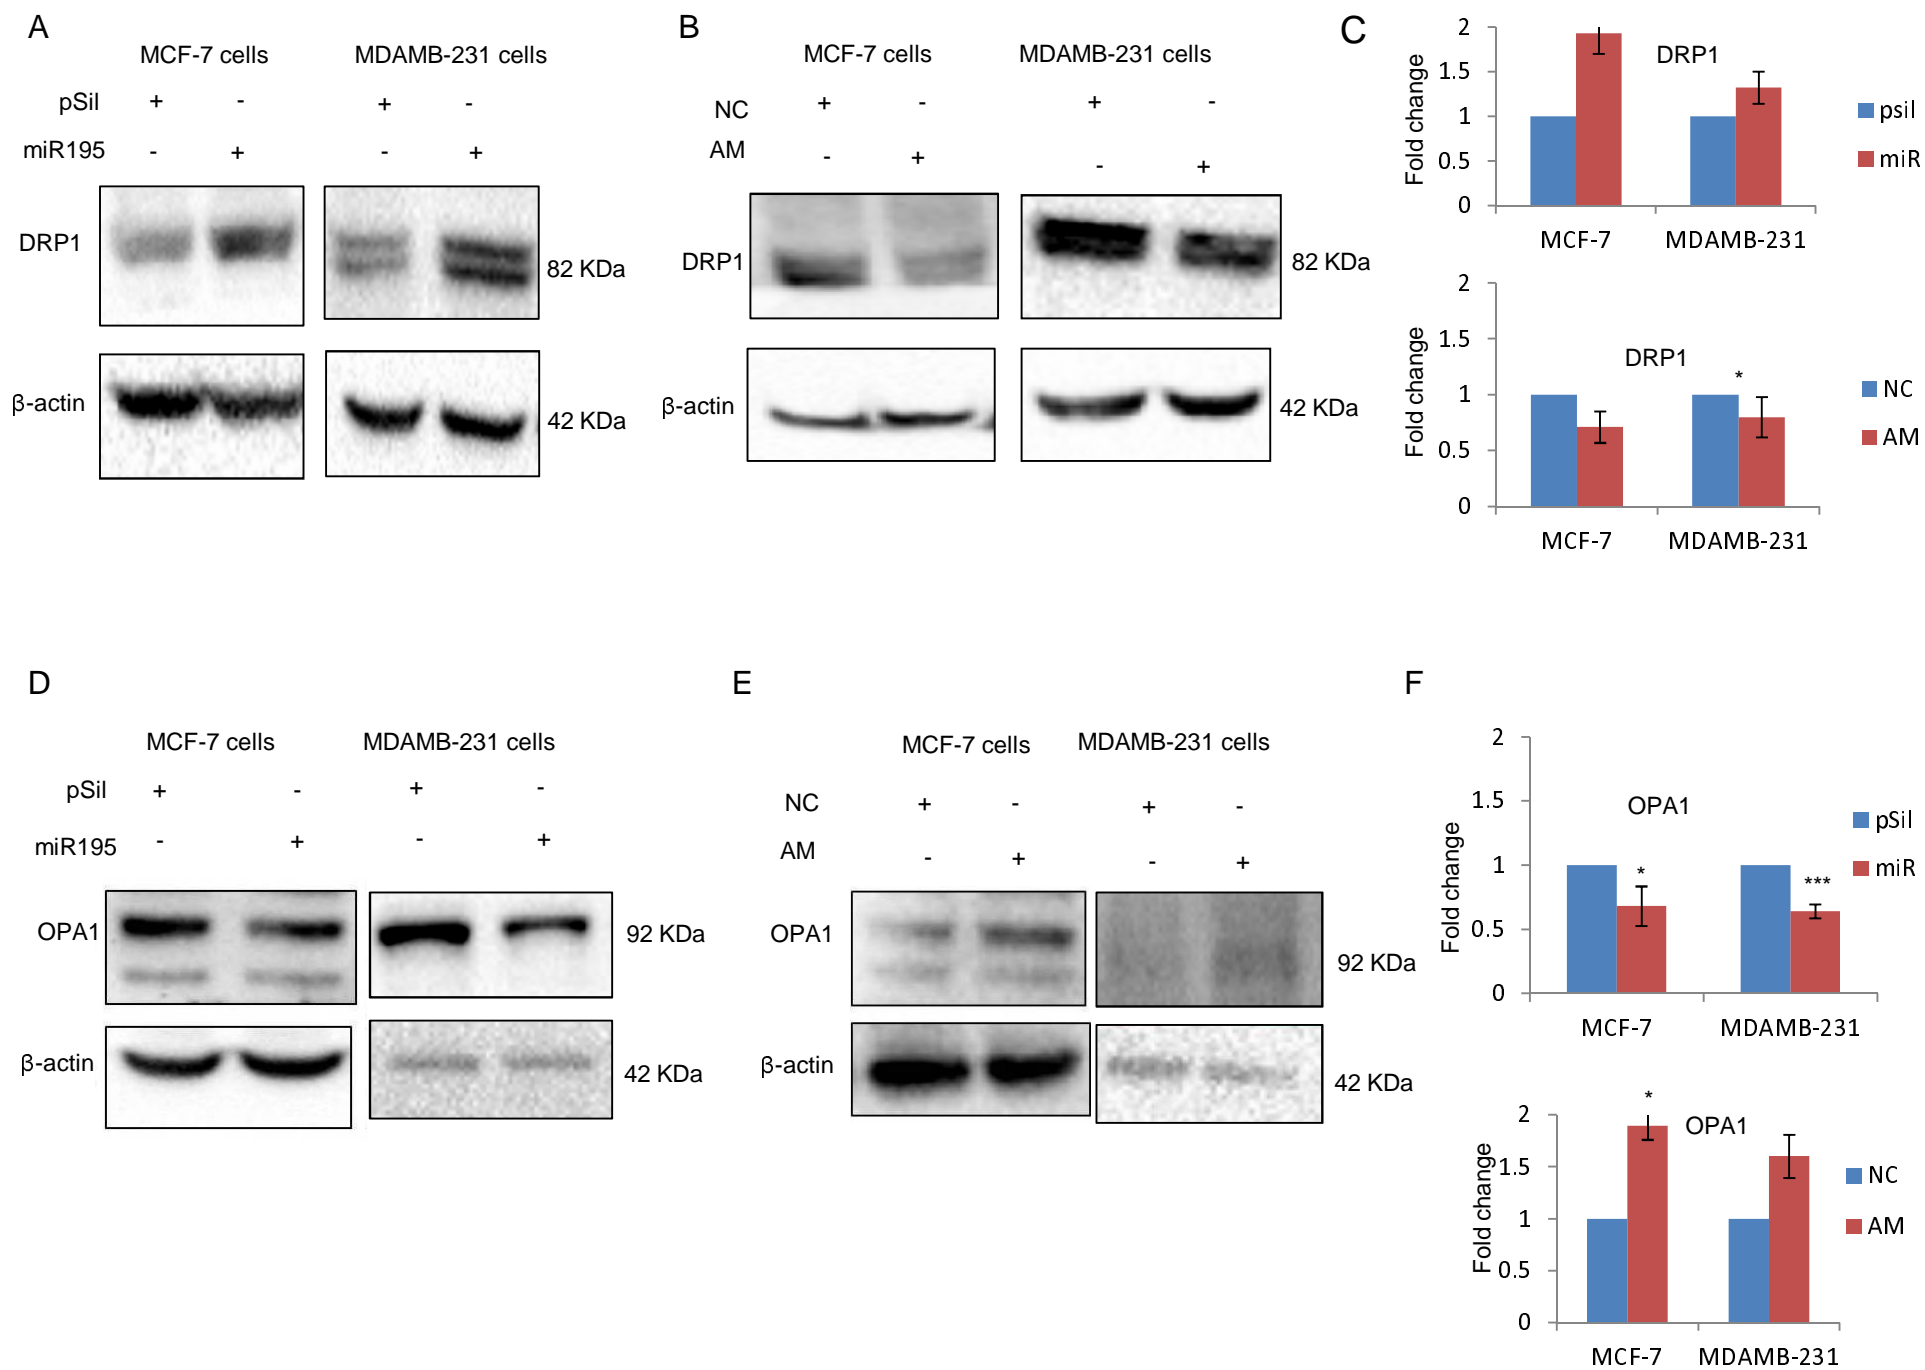 A
MCF-7 cells MDAMB-231 cells
pSil + - + -
miR195 - + - +
DRP1
82 KDa
β-actin
42 KDa
B
MCF-7 cells MDAMB-231 cells
NC + - + -
AM - + - +
DRP1
82 KDa
β-actin
42 KDa
C
DRP1
Fold change
2
1.5
1
0.5
0
MCF-7 MDAMB-231
psil
miR
DRP1
Fold change
2
1.5
1
0.5
0
*
MCF-7 MDAMB-231
NC
AM
D
MCF-7 cells MDAMB-231 cells
pSil + - + -
miR195 - + - +
OPA1
92 KDa
β-actin
42 KDa
E
MCF-7 cells MDAMB-231 cells
NC + - + -
AM - + - +
OPA1
92 KDa
β-actin
42 KDa
F
OPA1
Fold change
2
1.5
1
0.5
0
* ***
MCF-7 MDAMB-231
pSil
miR
*
OPA1
Fold change
2
1.5
1
0.5
0
MCF-7 MDAMB-231
NC
AM